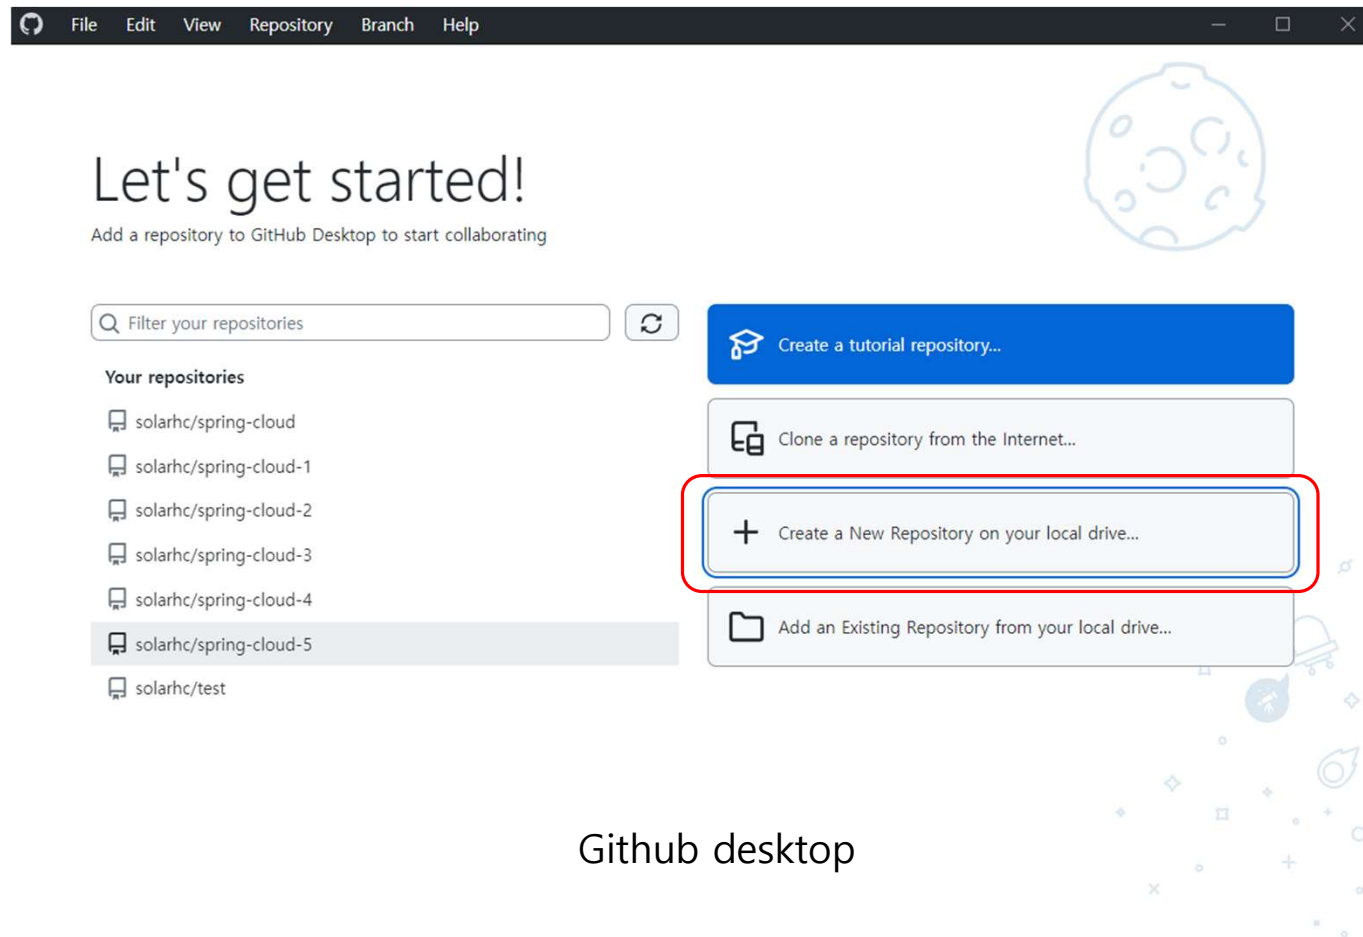 File Edit View Repository Branch Help
Let's get started!
Add a repository to GitHub Desktop to start collaborating
Filter your repositories
Your repositories
solarhc/spring-cloud
solarhc/spring-cloud-1
solarhc/spring-cloud-2
solarhc/spring-cloud-3
solarhc/spring-cloud-4
solarhc/spring-cloud-5
solarhc/test
Create a tutorial repository...
Clone a repository from the Internet...
Create a New Repository on your local drive...
Add an Existing Repository from your local drive...
Github desktop